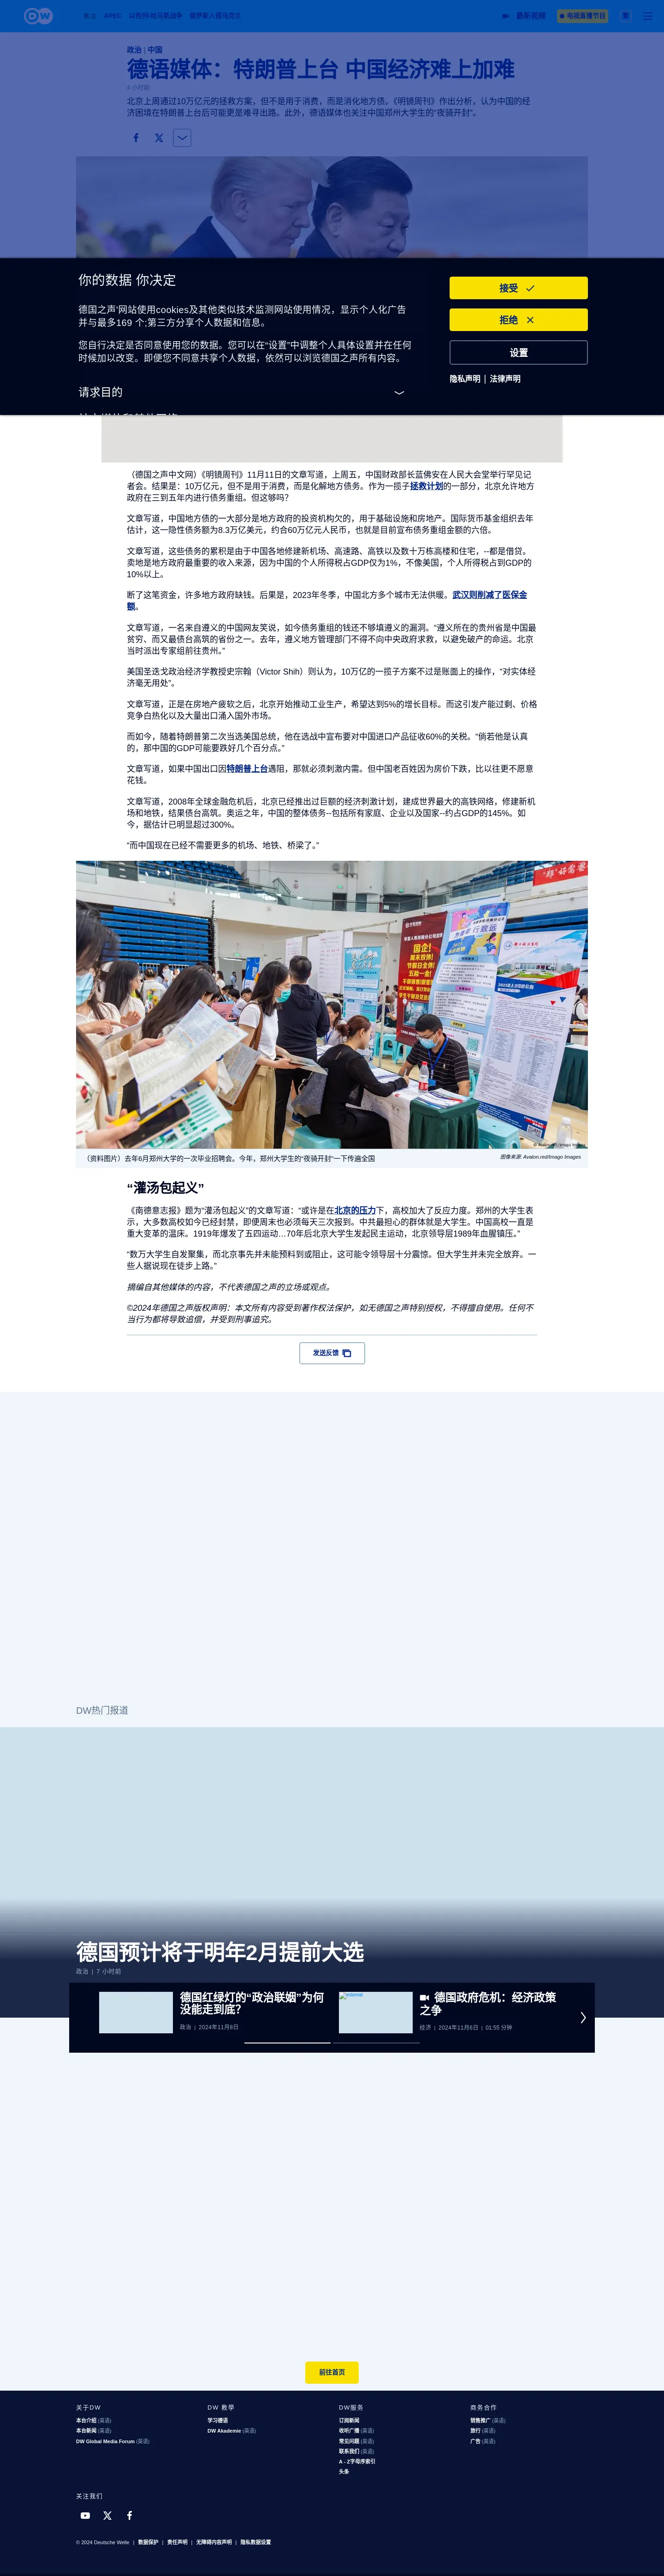 DW
焦点 APEC 以色列-哈马斯战争 俄罗斯入侵乌克兰
最新视频
电视直播节目
简
政治 | 中国
德语媒体：特朗普上台 中国经济难上加难
北京上周通过10万亿元的拯救方案，但不是用于消费，而是消化地方债。《明镜周刊》作出分析，认为中国的经
济困境在特朗普上台后可能更是难寻出路。此外，德语媒体也关注中国郑州大学生的“夜骑开封”。
你的数据 你决定
德国之声'网站使用cookies及其他类似技术监测网站使用情况，显示个人化广告
并与最多169 个;第三方分享个人数据和信息。
您自行决定是否同意使用您的数据。您可以在“设置”中调整个人具体设置并在任何
时候加以改变。即便您不同意共享个人数据，依然可以浏览德国之声所有内容。
请求目的
接受
拒绝
设置
隐私声明 | 法律声明
（德国之声中文网）《明镜周刊》11月11日的文章写道，上周五，中国财政部长蓝佛安在人民大会堂举行罕见记
者会。结果是：10万亿元，但不是用于消费，而是化解地方债务。作为一揽子拯救计划的一部分，北京允许地方
政府在三到五年内进行债务重组。但这够吗？
文章写道，中国地方债的一大部分是地方政府的投资机构欠的，用于基础设施和房地产。国际货币基金组织去年
估计，这一隐性债务额为8.3万亿美元，约合60万亿元人民币，也就是目前宣布债务重组金额的六倍。
文章写道，这些债务的累积是由于中国各地修建新机场、高速路、高铁以及数十万栋高楼和住宅，--都是借贷。
卖地是地方政府最重要的收入来源，因为中国的个人所得税占GDP仅为1%，不像美国，个人所得税占到GDP的
10%以上。
断了这笔资金，许多地方政府缺钱。后果是，2023年冬季，中国北方多个城市无法供暖。武汉则削减了医保金
额。
文章写道，一名来自遵义的中国网友笑说，如今债务重组的钱还不够填遵义的漏洞。“遵义所在的贵州省是中国最
贫穷、而又最债台高筑的省份之一。去年，遵义地方管理部门不得不向中央政府求救，以避免破产的命运。北京
当时派出专家组前往贵州。”
美国圣迭戈政治经济学教授史宗翰（Victor Shih）则认为，10万亿的一揽子方案不过是账面上的操作，“对实体经
济毫无用处”。
文章写道，正是在房地产疲软之后，北京开始推动工业生产，希望达到5%的增长目标。而这引发产能过剩、价格
竞争白热化以及大量出口涌入国外市场。
而如今，随着特朗普第二次当选美国总统，他在选战中宣布要对中国进口产品征收60%的关税。“倘若他是认真
的，那中国的GDP可能要跌好几个百分点。”
文章写道，如果中国出口因特朗普上台遇阻，那就必须刺激内需。但中国老百姓因为房价下跌，比以往更不愿意
花钱。
文章写道，2008年全球金融危机后，北京已经推出过巨额的经济刺激计划，建成世界最大的高铁网络，修建新机
场和地铁，结果债台高筑。奥运之年，中国的整体债务--包括所有家庭、企业以及国家--约占GDP的145%。如
今，据估计已明显超过300%。
“而中国现在已经不需要更多的机场、地铁、桥梁了。”
（资料图片）去年6月郑州大学的一次毕业招聘会。今年，郑州大学生的“夜骑开封”一下传遍全国
图像来源: Avalon.red/Imago Images
“灌汤包起义”
《南德意志报》题为“灌汤包起义”的文章写道：“或许是在北京的压力下，高校加大了反应力度。郑州的大学生表
示，大多数高校如今已经封禁，即便周末也必须每天三次报到。中共最担心的群体就是大学生。中国高校一直是
重大变革的温床。1919年爆发了五四运动…70年后北京大学生发起民主运动，北京领导层1989年血腥镇压。”
“数万大学生自发聚集，而北京事先并未能预料到或阻止，这可能令领导层十分震惊。但大学生并未完全放弃。一
些人据说现在徒步上路。”
摘编自其他媒体的内容，不代表德国之声的立场或观点。
©2024年德国之声版权声明：本文所有内容受到著作权法保护，如无德国之声特别授权，不得擅自使用。任何不
当行为都将导致追偿，并受到刑事追究。
发送反馈
DW热门报道
德国预计将于明年2月提前大选
政治 | 7 小时前
德国红绿灯的“政治联姻”为何
没能走到底？
政治 | 2024年11月8日
德国政府危机：经济政策
之争
经济 | 2024年11月6日 | 01:55 分钟
前往首页
关于DW
本台介绍 (英语)
本台新闻 (英语)
DW Global Media Forum (英语)
DW 教學
学习德语
DW Akademie (英语)
DW服务
订阅新闻
收听广播 (英语)
常见问题 (英语)
联系我们 (英语)
A - Z字母序索引
头条
商务合作
销售推广 (英语)
旅行 (英语)
广告 (英语)
关注我们
© 2024 Deutsche Welle | 数据保护 | 责任声明 | 无障碍内容声明 | 隐私数据设置